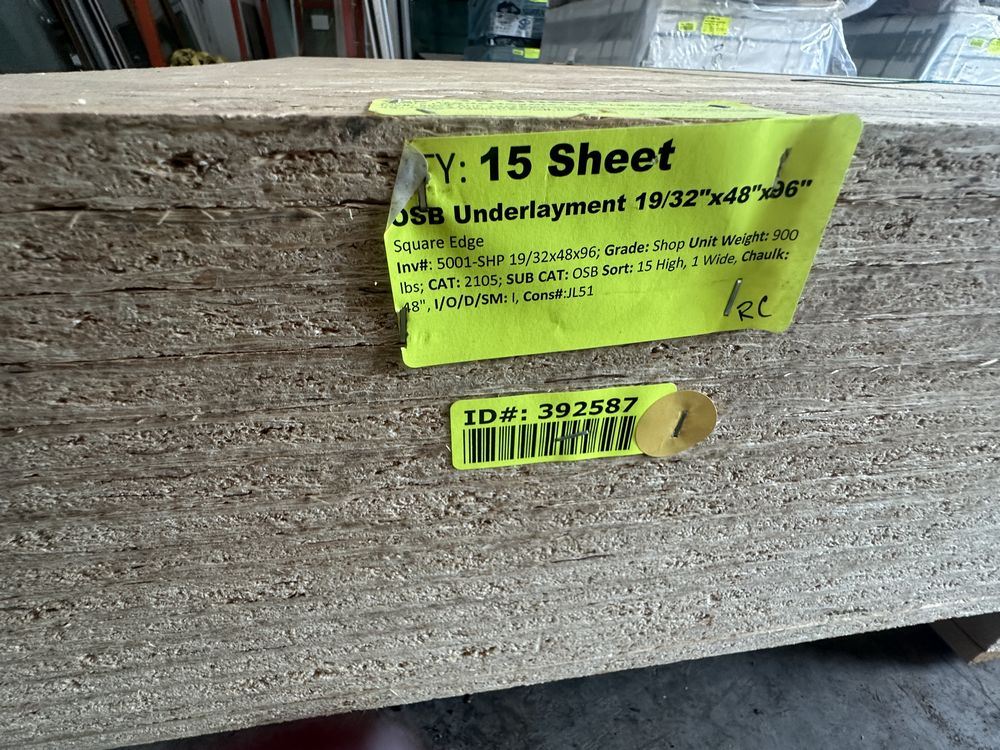 TY: 15 Sheet
OSB Underlayment 19/32"x48"x96"
Square Edge
Inv#: 5001-SHP 19/32x48x96; Grade: Shop Unit Weight: 900
lbs; CAT: 2105; SUB CAT: OSB Sort: 15 High, 1 Wide, Chaulk:
48", I/O/D/SM: I, Cons#:JL51
RC
ID#: 392587